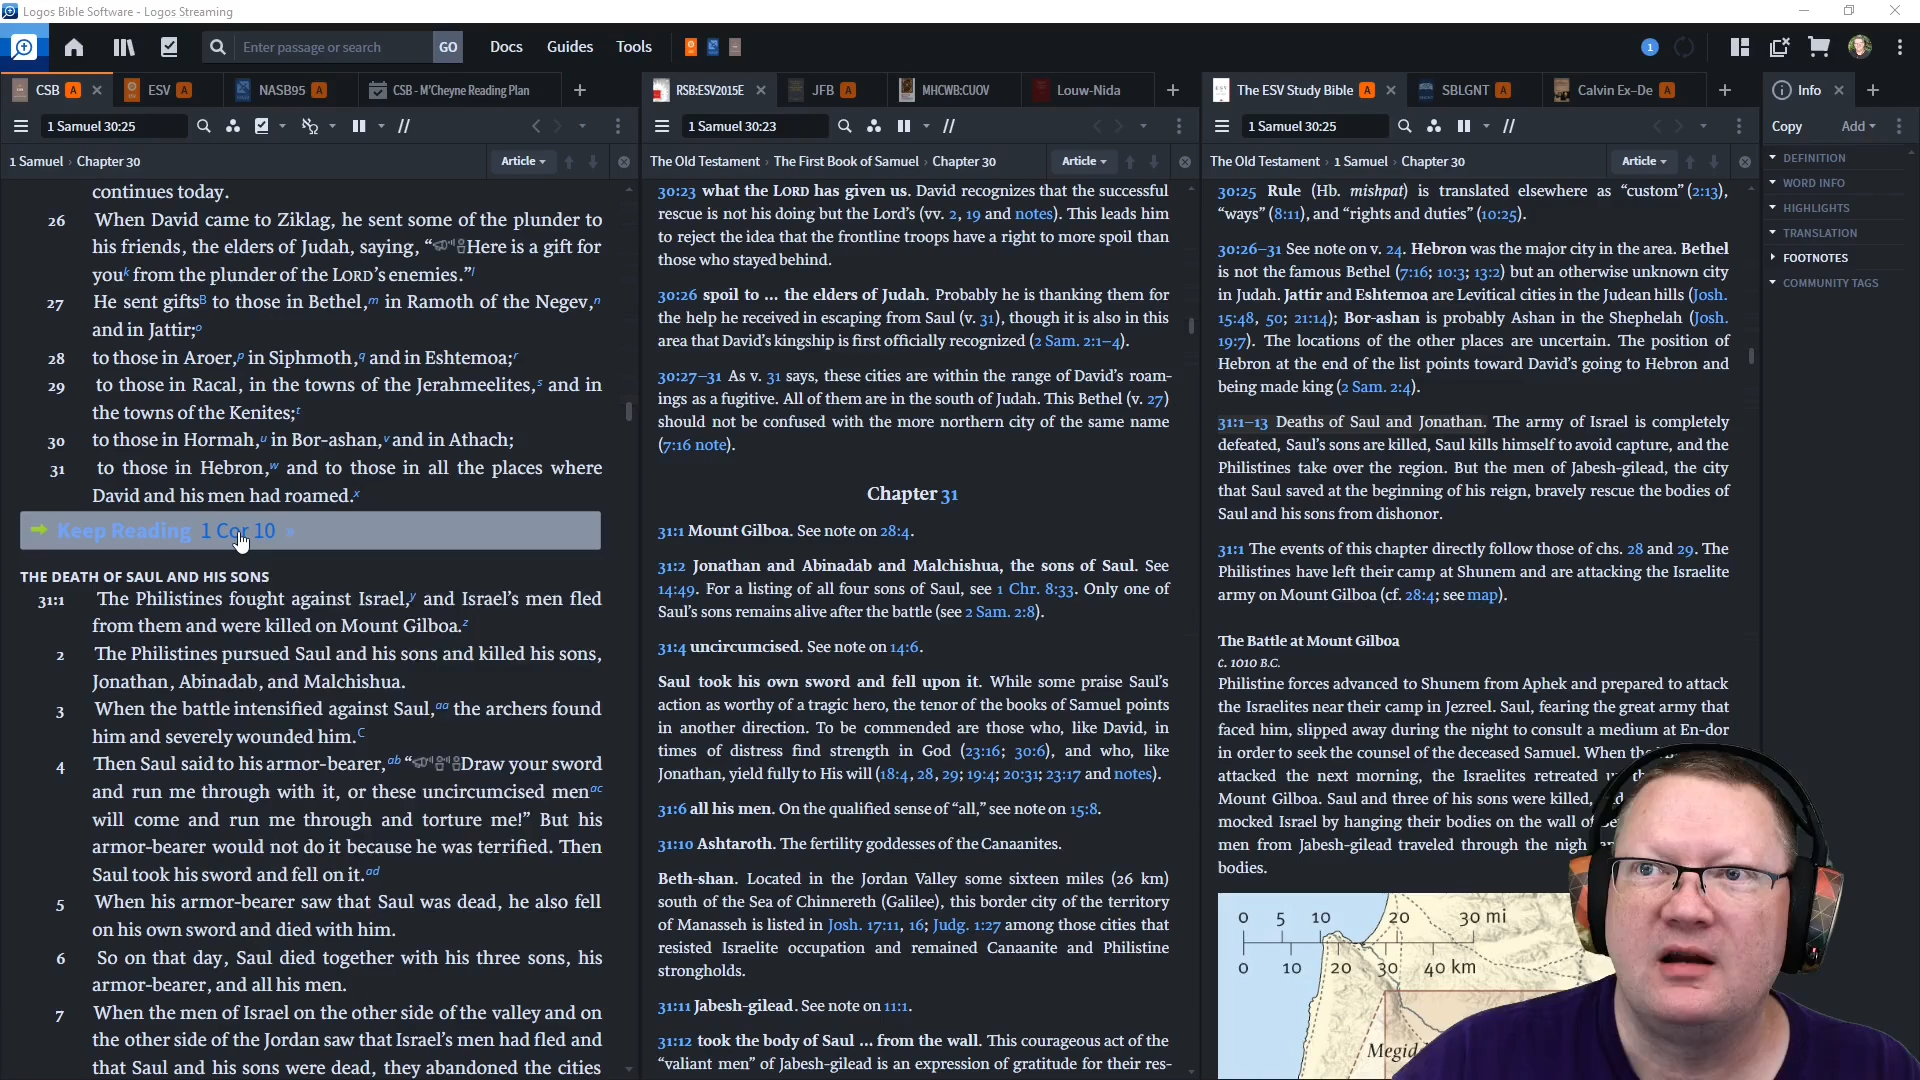 Logos Bible Software - Logos Streaming
Enter passage or search
GO
Docs
Guides
Tools
1
CSB A
ESV A
NASB95 A
CSB - M'Cheyne Reading Plan
1 Samuel 30:25
1 Samuel › Chapter 30
Article
continues today.
26 When David came to Ziklag, he sent some of the plunder to
his friends, the elders of Judah, saying, “Here is a gift for
youᵏ from the plunder of the LORD’s enemies.”ˡ
27 He sent giftsᴮ to those in Bethel,ᵐ in Ramoth of the Negev,ⁿ
and in Jattir;ᵒ
28 to those in Aroer,ᵖ in Siphmoth,q and in Eshtemoa;ʳ
29 to those in Racal, in the towns of the Jerahmeelites,ˢ and in
the towns of the Kenites;ᵗ
30 to those in Hormah,ᵘ in Bor-ashan,ᵛ and in Athach;
31 to those in Hebron,ʷ and to those in all the places where
David and his men had roamed.ˣ
Keep Reading 1 Cor 10 »
THE DEATH OF SAUL AND HIS SONS
31:1 The Philistines fought against Israel,ʸ and Israel’s men fled
from them and were killed on Mount Gilboa.ᶻ
2 The Philistines pursued Saul and his sons and killed his sons,
Jonathan, Abinadab, and Malchishua.
3 When the battle intensified against Saul,ᵃᵃ the archers found
him and severely wounded him.ᶜ
4 Then Saul said to his armor-bearer,ᵃᵇ “Draw your sword
and run me through with it, or these uncircumcised menᵃᶜ
will come and run me through and torture me!” But his
armor-bearer would not do it because he was terrified. Then
Saul took his sword and fell on it.ᵃᵈ
5 When his armor-bearer saw that Saul was dead, he also fell
on his own sword and died with him.
6 So on that day, Saul died together with his three sons, his
armor-bearer, and all his men.
7 When the men of Israel on the other side of the valley and on
the other side of the Jordan saw that Israel’s men had fled and
that Saul and his sons were dead, they abandoned the cities
RSB:ESV2015E
JFB A
MHCWB:CUOV
Louw-Nida
1 Samuel 30:23
The Old Testament › The First Book of Samuel › Chapter 30
Article
30:23 what the LORD has given us. David recognizes that the successful
rescue is not his doing but the Lord’s (vv. 2, 19 and notes). This leads him
to reject the idea that the frontline troops have a right to more spoil than
those who stayed behind.
30:26 spoil to ... the elders of Judah. Probably he is thanking them for
the help he received in escaping from Saul (v. 31), though it is also in this
area that David’s kingship is first officially recognized (2 Sam. 2:1–4).
30:27–31 As v. 31 says, these cities are within the range of David’s roam-
ings as a fugitive. All of them are in the south of Judah. This Bethel (v. 27)
should not be confused with the more northern city of the same name
(7:16 note).
Chapter 31
31:1 Mount Gilboa. See note on 28:4.
31:2 Jonathan and Abinadab and Malchishua, the sons of Saul. See
14:49. For a listing of all four sons of Saul, see 1 Chr. 8:33. Only one of
Saul’s sons remains alive after the battle (see 2 Sam. 2:8).
31:4 uncircumcised. See note on 14:6.
Saul took his own sword and fell upon it. While some praise Saul’s
action as worthy of a tragic hero, the tenor of the books of Samuel points
in another direction. To be commended are those who, like David, in
times of distress find strength in God (23:16; 30:6), and who, like
Jonathan, yield fully to His will (18:4, 28, 29; 19:4; 20:31; 23:17 and notes).
31:6 all his men. On the qualified sense of “all,” see note on 15:8.
31:10 Ashtaroth. The fertility goddesses of the Canaanites.
Beth-shan. Located in the Jordan Valley some sixteen miles (26 km)
south of the Sea of Chinnereth (Galilee), this border city of the territory
of Manasseh is listed in Josh. 17:11, 16; Judg. 1:27 among those cities that
resisted Israelite occupation and remained Canaanite and Philistine
strongholds.
31:11 Jabesh-gilead. See note on 11:1.
31:12 took the body of Saul ... from the wall. This courageous act of the
“valiant men” of Jabesh-gilead is an expression of gratitude for their res-
The ESV Study Bible A
SBLGNT A
Calvin Ex–De A
1 Samuel 30:25
The Old Testament › 1 Samuel › Chapter 30
Article
30:25 Rule (Hb. mishpat) is translated elsewhere as “custom” (2:13),
“ways” (8:11), and “rights and duties” (10:25).
30:26–31 See note on v. 24. Hebron was the major city in the area. Bethel
is not the famous Bethel (7:16; 10:3; 13:2) but an otherwise unknown city
in Judah. Jattir and Eshtemoa are Levitical cities in the Judean hills (Josh.
15:48, 50; 21:14); Bor-ashan is probably Ashan in the Shephelah (Josh.
19:7). The locations of the other places are uncertain. The position of
Hebron at the end of the list points toward David’s going to Hebron and
being made king (2 Sam. 2:4).
31:1–13 Deaths of Saul and Jonathan. The army of Israel is completely
defeated, Saul’s sons are killed, Saul kills himself to avoid capture, and the
Philistines take over the region. But the men of Jabesh-gilead, the city
that Saul saved at the beginning of his reign, bravely rescue the bodies of
Saul and his sons from dishonor.
31:1 The events of this chapter directly follow those of chs. 28 and 29. The
Philistines have left their camp at Shunem and are attacking the Israelite
army on Mount Gilboa (cf. 28:4; see map).
The Battle at Mount Gilboa
c. 1010 B.C.
Philistine forces advanced to Shunem from Aphek and prepared to attack
the Israelites near their camp in Jezreel. Saul, fearing the great army that
faced him, slipped away during the night to consult a medium at En-dor
in order to seek the counsel of the deceased Samuel. When the
attacked the next morning, the Israelites retreated
Mount Gilboa. Saul and three of his sons were killed,
mocked Israel by hanging their bodies on the wall of
men from Jabesh-gilead traveled through the nigh
bodies.
0 5 10 20 30 mi
0 10 20 30 40 km
Megid
Info
Copy
Add
DEFINITION
WORD INFO
HIGHLIGHTS
TRANSLATION
FOOTNOTES
COMMUNITY TAGS